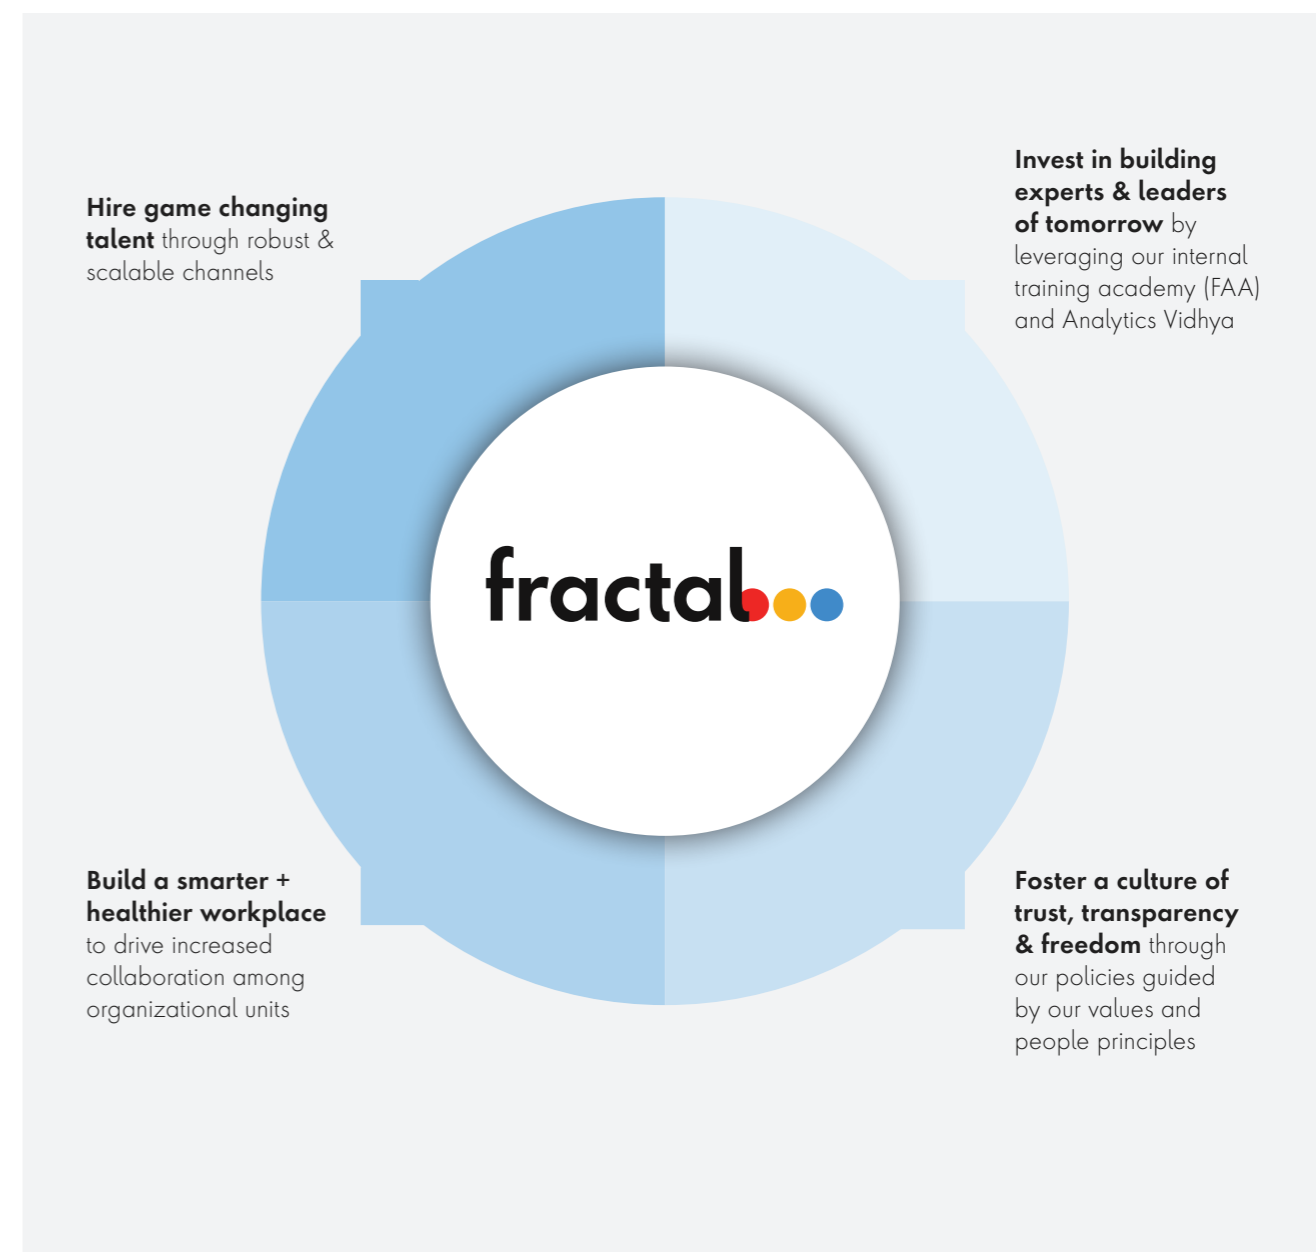 Hire game changing
talent through robust &
scalable channels
Invest in building
experts & leaders
of tomorrow by
leveraging our internal
training academy (FAA)
and Analytics Vidhya
fractal
Build a smarter +
healthier workplace
to drive increased
collaboration among
organizational units
Foster a culture of
trust, transparency
& freedom through
our policies guided
by our values and
people principles